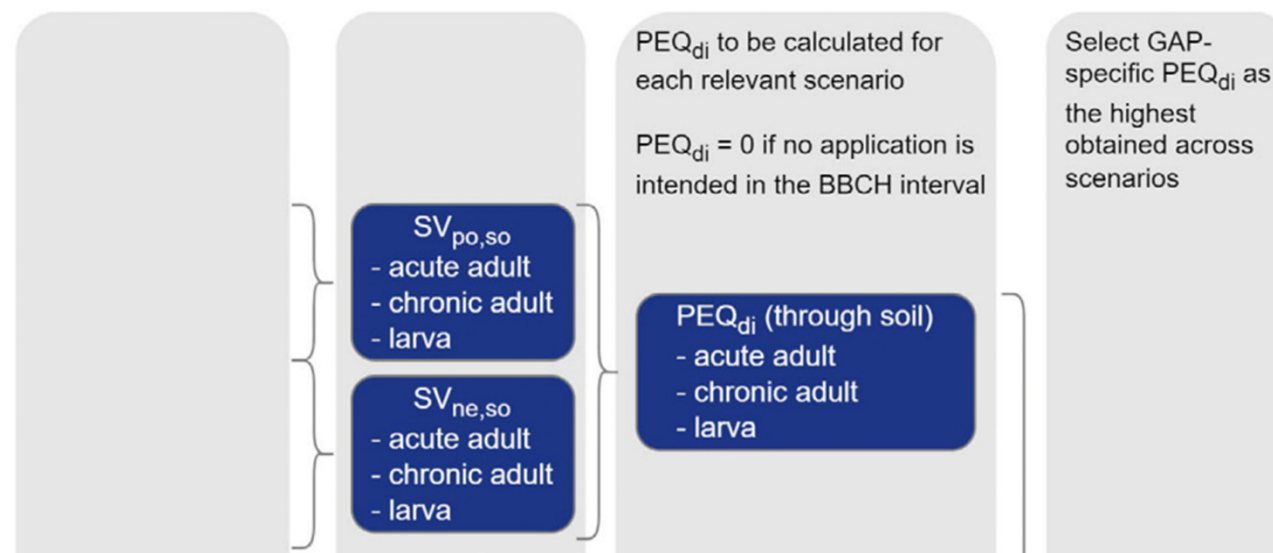 PEQdi to be calculated for
each relevant scenario
PEQdi = 0 if no application is
intended in the BBCH interval
Select GAP-
specific PEQdi as
the highest
obtained across
scenarios
SVpo,so
- acute adult
- chronic adult
- larva
SVne,so
- acute adult
- chronic adult
- larva
PEQdi (through soil)
- acute adult
- chronic adult
- larva